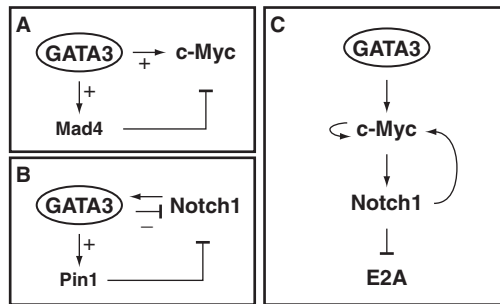 A
GATA3 + c-Myc
+
Mad4
B
GATA3 Notch1
−
+
Pin1
C
GATA3
c-Myc
Notch1
E2A